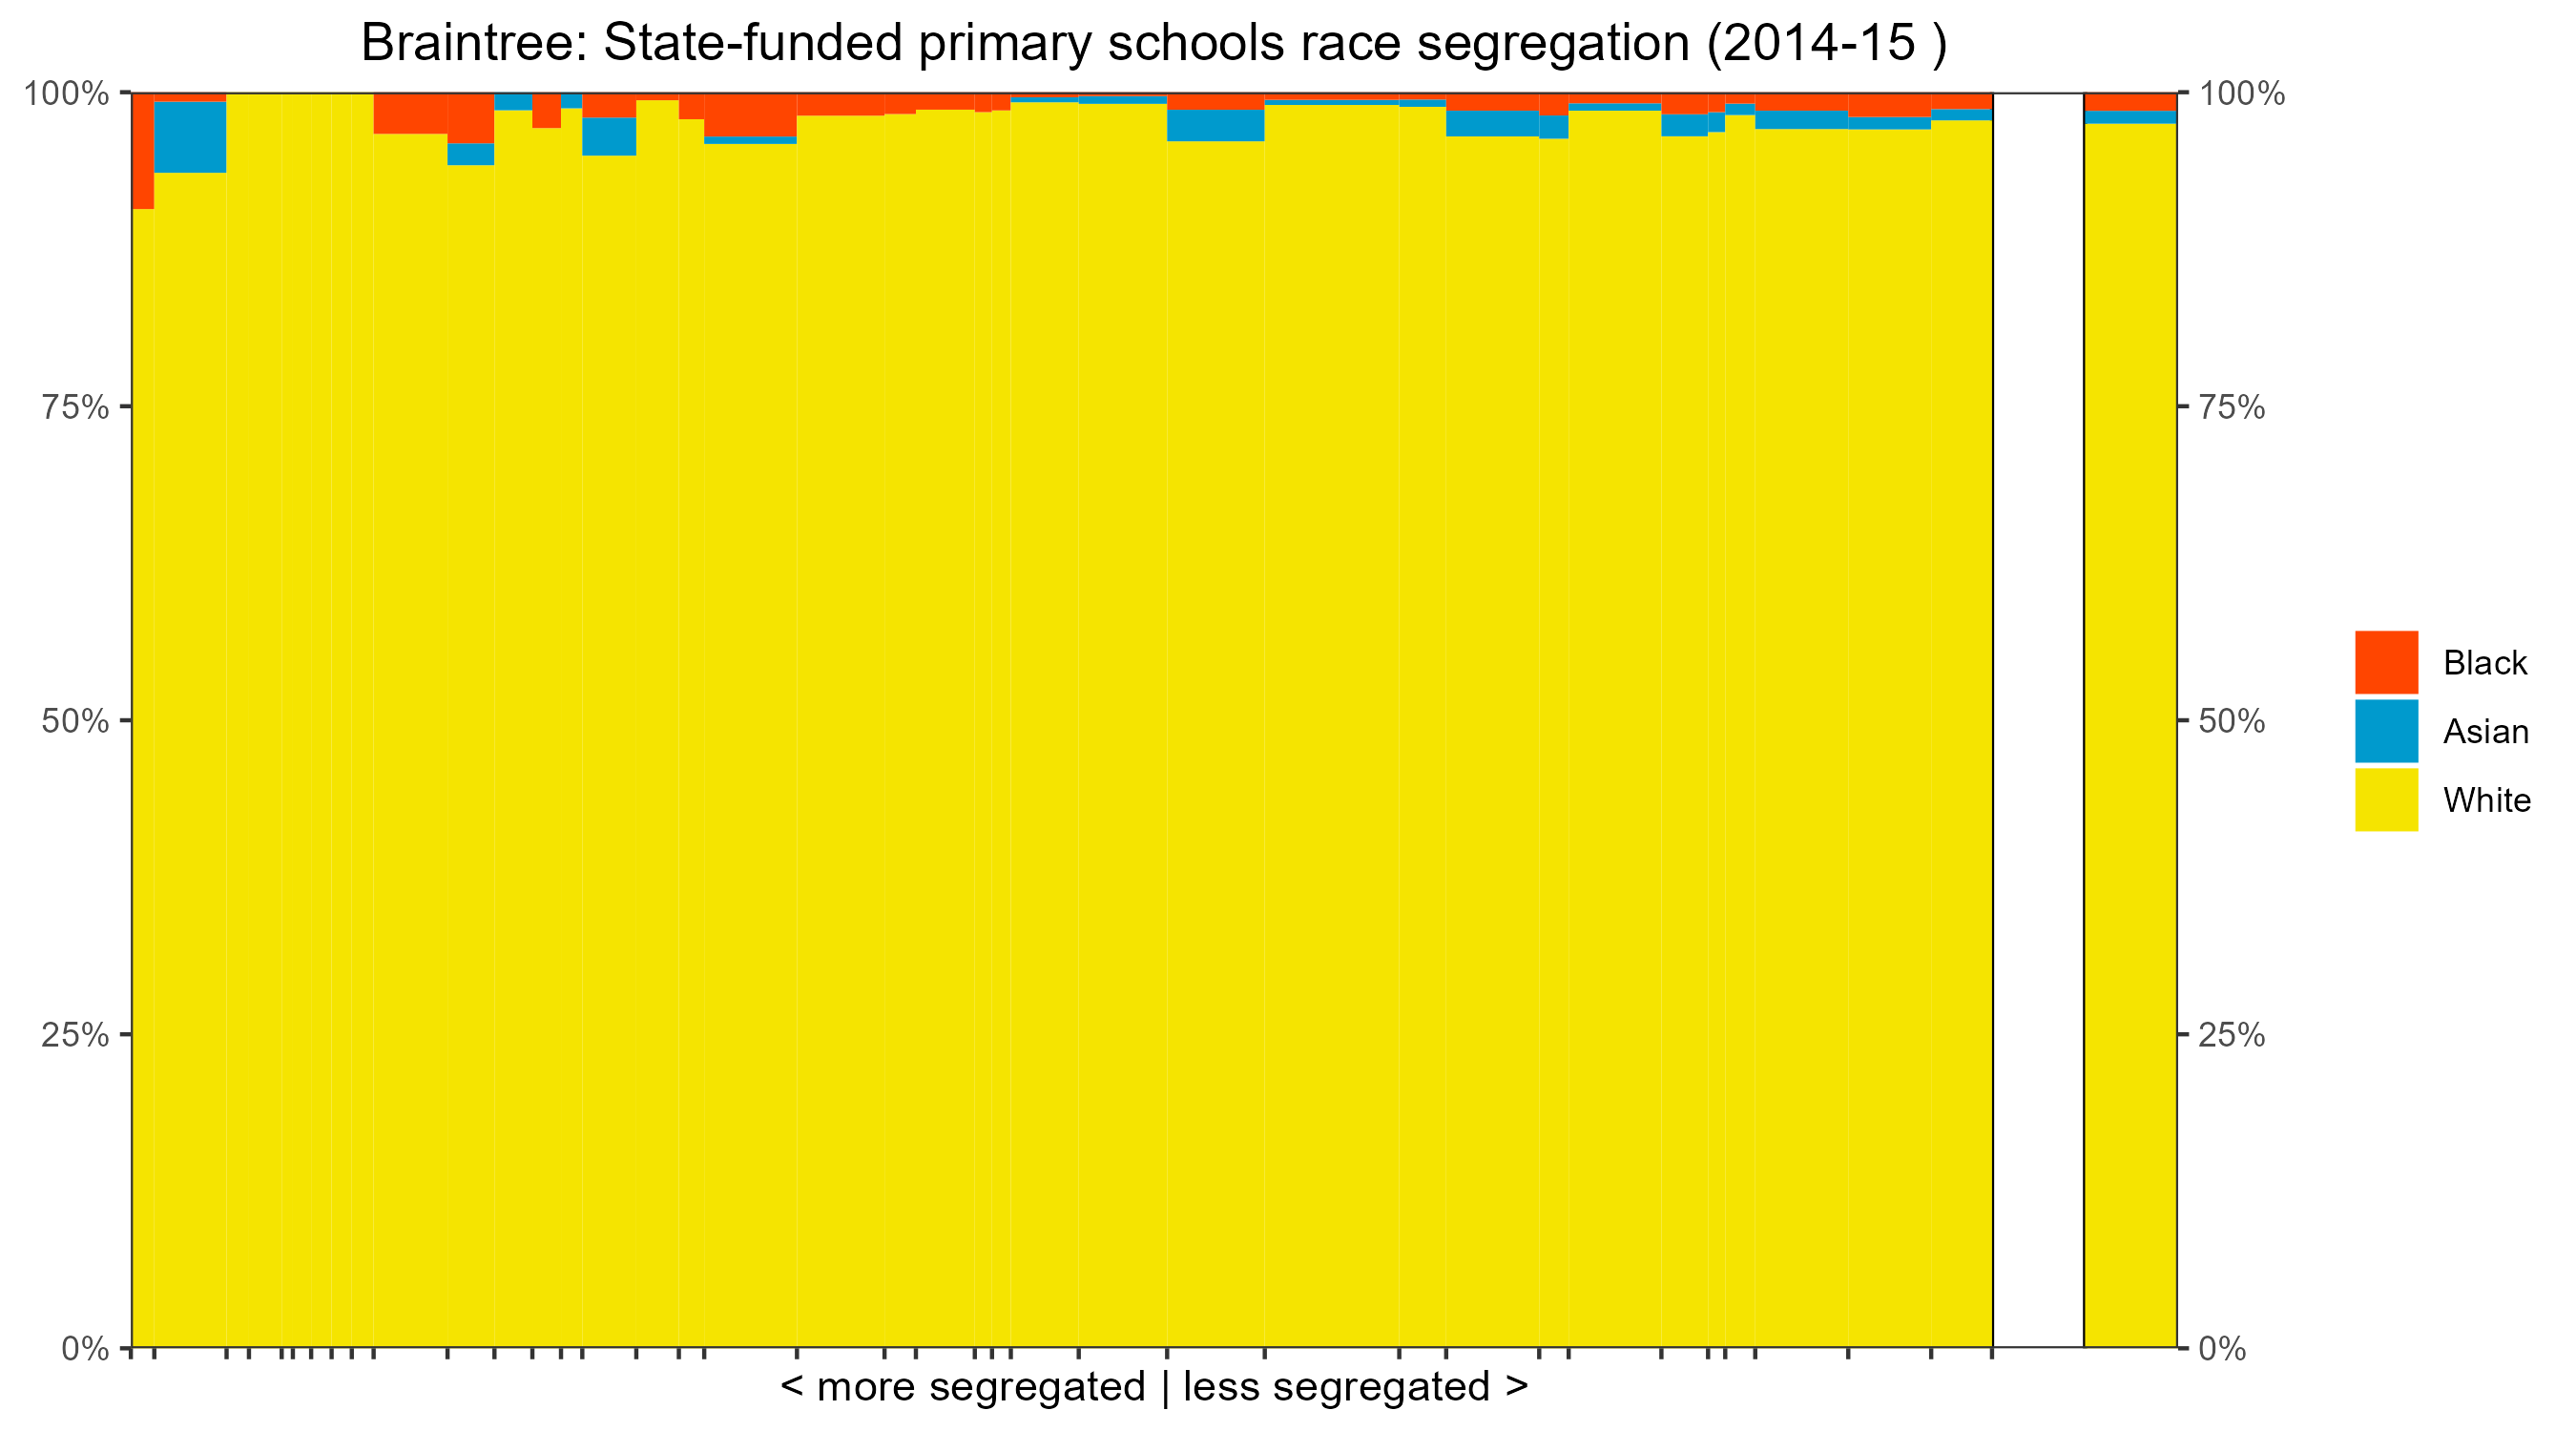 Braintree: State-funded primary schools race segregation (2014-15 )
100%
75%
50%
25%
0%
100%
75%
50%
25%
0%
Black
Asian
White
< more segregated | less segregated >